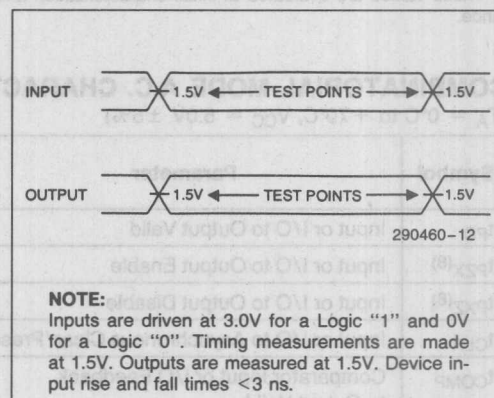 INPUT 1.5V TEST POINTS 1.5V
OUTPUT 1.5V TEST POINTS 1.5V
290460–12
NOTE:
Inputs are driven at 3.0V for a Logic "1" and 0V
for a Logic "0". Timing measurements are made
at 1.5V. Outputs are measured at 1.5V. Device in-
put rise and fall times <3 ns.